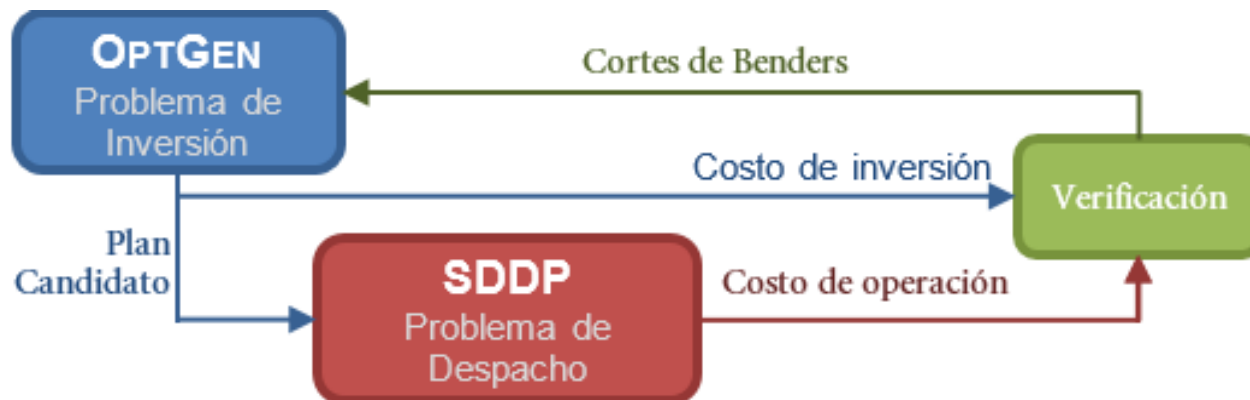 OPTGEN
Problema de
Inversión
Cortes de Benders
Costo de inversión
Verificación
Plan
Candidato
SDDP
Problema de
Despacho
Costo de operación